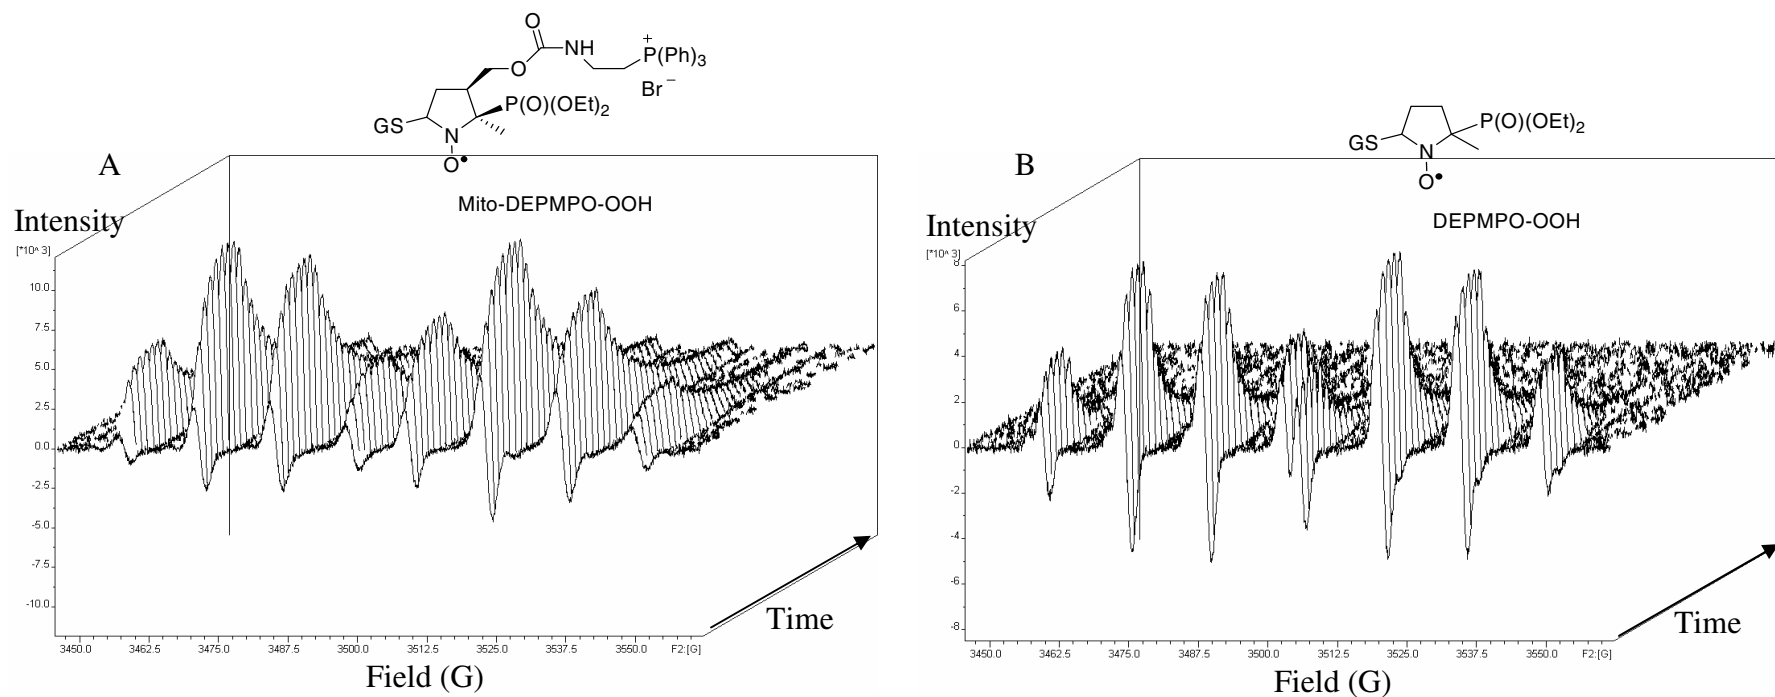 O
O
NH
+
P(Ph)3
Br−
P(O)(OEt)2
GS
N
O•
A
Mito-DEPMPO-OOH
Intensity
[*10^ 3]
10.0
7.5
5.0
2.5
0.0
-2.5
-5.0
-7.5
-10.0
3450.0 3462.5 3475.0 3487.5 3500.0 3512.5 3525.0 3537.5 3550.0 F2:[G]
Field (G)
Time
P(O)(OEt)2
GS
N
O•
B
DEPMPO-OOH
Intensity
[*10^ 3]
8
6
4
2
0
-2
-4
-6
-8
3450.0 3462.5 3475.0 3487.5 3500.0 3512.5 3525.0 3537.5 3550.0 F2:[G]
Field (G)
Time